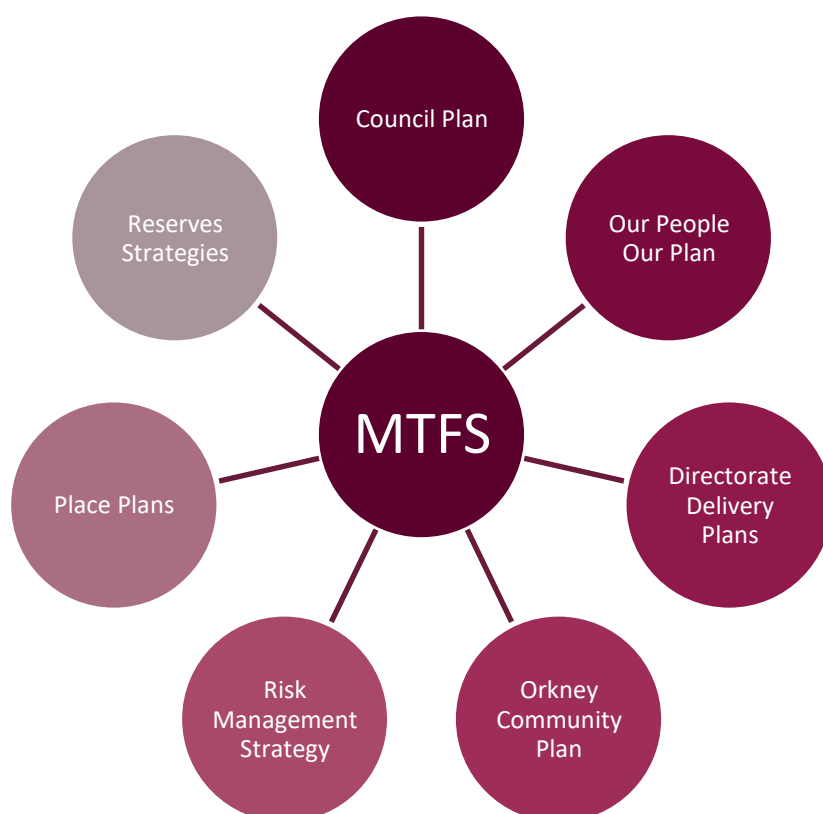 Council Plan
Our People
Our Plan
Directorate
Delivery
Plans
Orkney
Community
Plan
Risk
Management
Strategy
Place Plans
Reserves
Strategies
MTFS